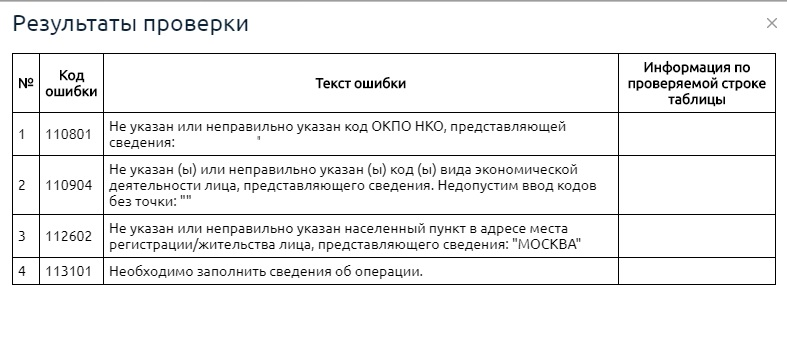 Результаты проверки
№
Код
ошибки
Текст ошибки
Информация по
проверяемой строке
таблицы
1
110801
Не указан или неправильно указан код ОКПО НКО, представляющей
сведения: "
2
110904
Не указан (ы) или неправильно указан (ы) код (ы) вида экономической
деятельности лица, представляющего сведения. Недопустим ввод кодов
без точки: ""
3
112602
Не указан или неправильно указан населенный пункт в адресе места
регистрации/жительства лица, представляющего сведения: "МОСКВА"
4
113101
Необходимо заполнить сведения об операции.